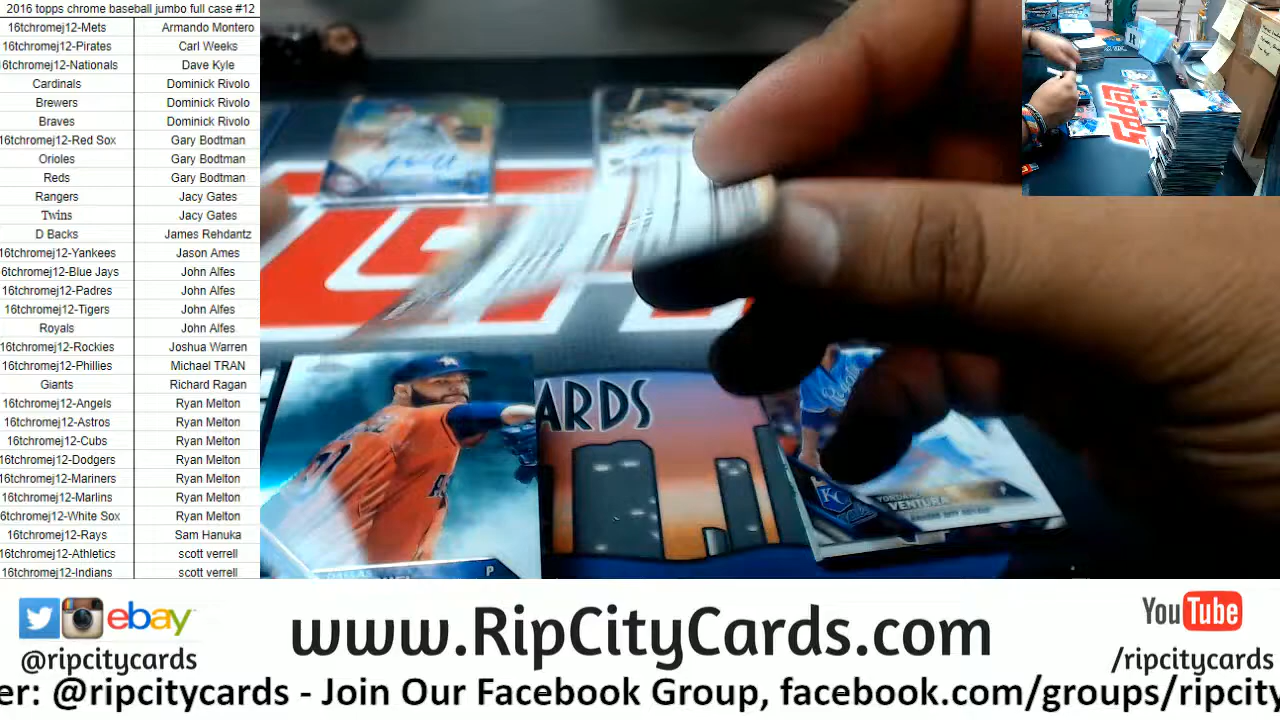 2016 topps chrome baseball jumbo full case #12
16tchromej12-Mets Armando Montero
16tchromej12-Pirates Carl Weeks
16tchromej12-Nationals Dave Kyle
Cardinals Dominick Rivolo
Brewers Dominick Rivolo
Braves Dominick Rivolo
16tchromej12-Red Sox Gary Bodtman
Orioles Gary Bodtman
Reds Gary Bodtman
Rangers Jacy Gates
Twins Jacy Gates
D Backs James Rehdantz
16tchromej12-Yankees Jason Ames
6tchromej12-Blue Jays John Alfes
16tchromej12-Padres John Alfes
16tchromej12-Tigers John Alfes
Royals John Alfes
16tchromej12-Rockies Joshua Warren
16tchromej12-Phillies Michael TRAN
Giants Richard Ragan
16tchromej12-Angels Ryan Melton
16tchromej12-Astros Ryan Melton
16tchromej12-Cubs Ryan Melton
16tchromej12-Dodgers Ryan Melton
16tchromej12-Mariners Ryan Melton
16tchromej12-Marlins Ryan Melton
6tchromej12-White Sox Ryan Melton
16tchromej12-Rays Sam Hanuka
16tchromej12-Athletics scott verrell
16tchromej12-Indians scott verrell
ARDS
Royals
KC
YORDANO
VENTURA
P
P
ebay
@ripcitycards
www.RipCityCards.com
YouTube
/ripcitycards
er: @ripcitycards - Join Our Facebook Group, facebook.com/groups/ripcity